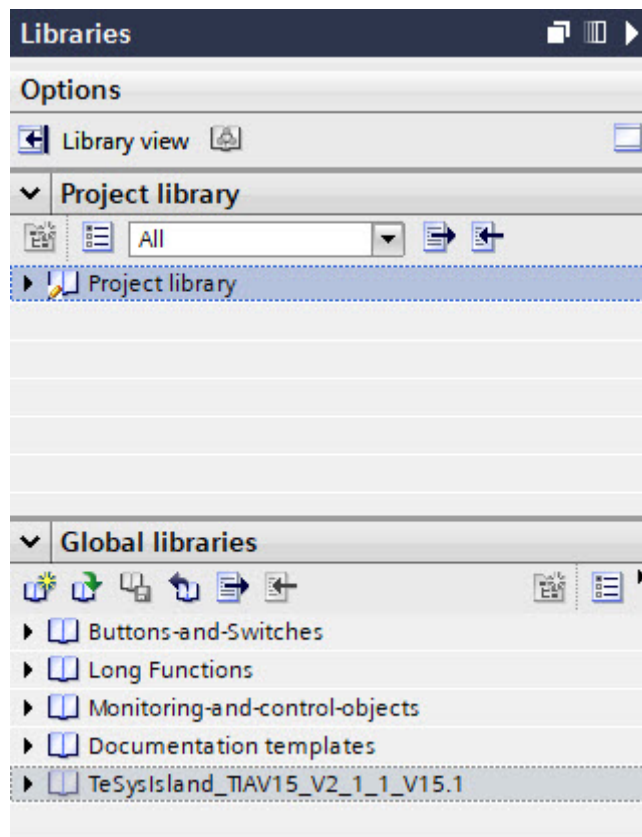 Libraries
Options
Library view
Project library
All
Project library
Global libraries
Buttons-and-Switches
Long Functions
Monitoring-and-control-objects
Documentation templates
TeSysIsland_TIAV15_V2_1_1_V15.1